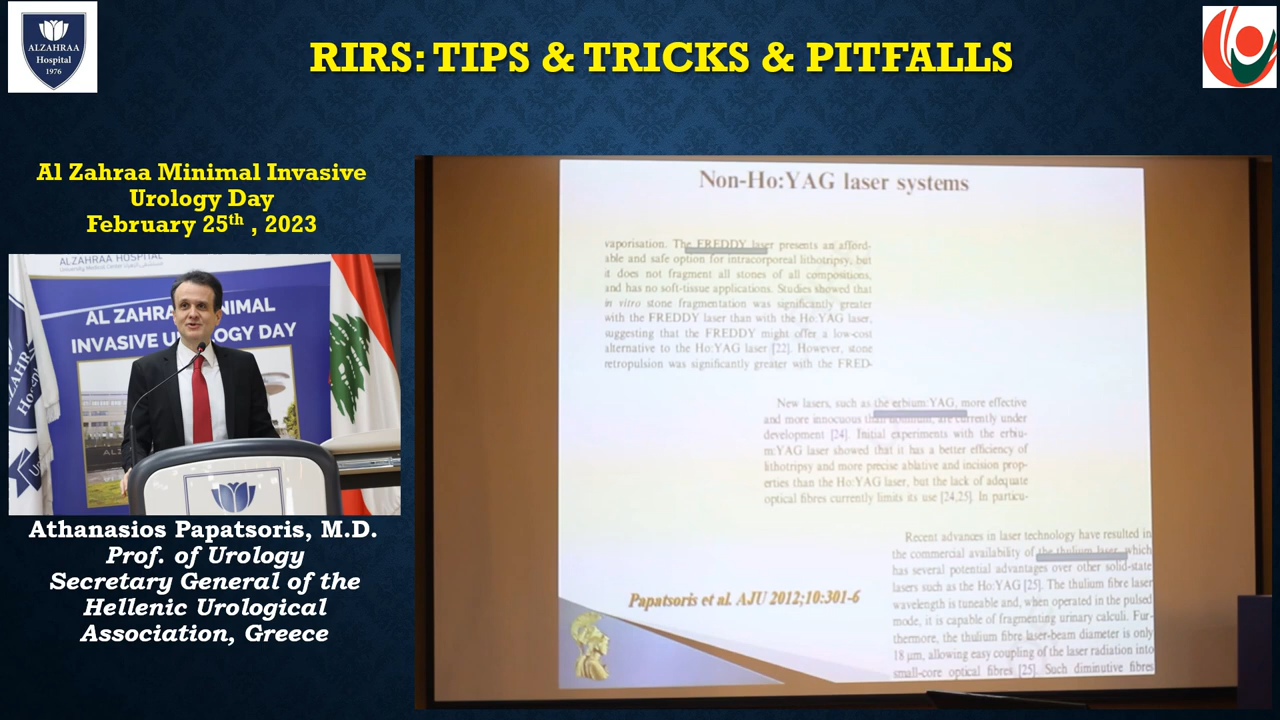 ALZAHRAA
Hospital
1976
RIRS: TIPS & TRICKS & PITFALLS
Al Zahraa Minimal Invasive
Urology Day
February 25th , 2023
ALZAHRAA HOSPITAL
University Medical Center
AL ZAHRAA MINIMAL
INVASIVE UROLOGY DAY
Athanasios Papatsoris, M.D.
Prof. of Urology
Secretary General of the
Hellenic Urological
Association, Greece
Non-Ho:YAG laser systems
vaporisation. The FREDDY laser presents an afford-
able and safe option for intracorporeal lithotripsy, but
it does not fragment all stones of all compositions,
and has no soft-tissue applications. Studies showed that
in vitro stone fragmentation was significantly greater
with the FREDDY laser than with the Ho:YAG laser,
suggesting that the FREDDY might offer a low-cost
alternative to the Ho:YAG laser [22]. However, stone
retropulsion was significantly greater with the FRED-
New lasers, such as the erbium:YAG, more effective
and more innocuous than holmium, are currently under
development [24]. Initial experiments with the erbiu-
m:YAG laser showed that it has a better efficiency of
lithotripsy and more precise ablative and incision prop-
erties than the Ho:YAG laser, but the lack of adequate
optical fibres currently limits its use [24,25]. In particu-
Recent advances in laser technology have resulted in
the commercial availability of the thulium laser, which
has several potential advantages over other solid-state
lasers such as the Ho:YAG [25]. The thulium fibre laser
wavelength is tuneable and, when operated in the pulsed
mode, it is capable of fragmenting urinary calculi. Fur-
thermore, the thulium fibre laser-beam diameter is only
18 µm, allowing easy coupling of the laser radiation into
small-core optical fibres [25]. Such diminutive fibres
Papatsoris et al. AJU 2012;10:301-6